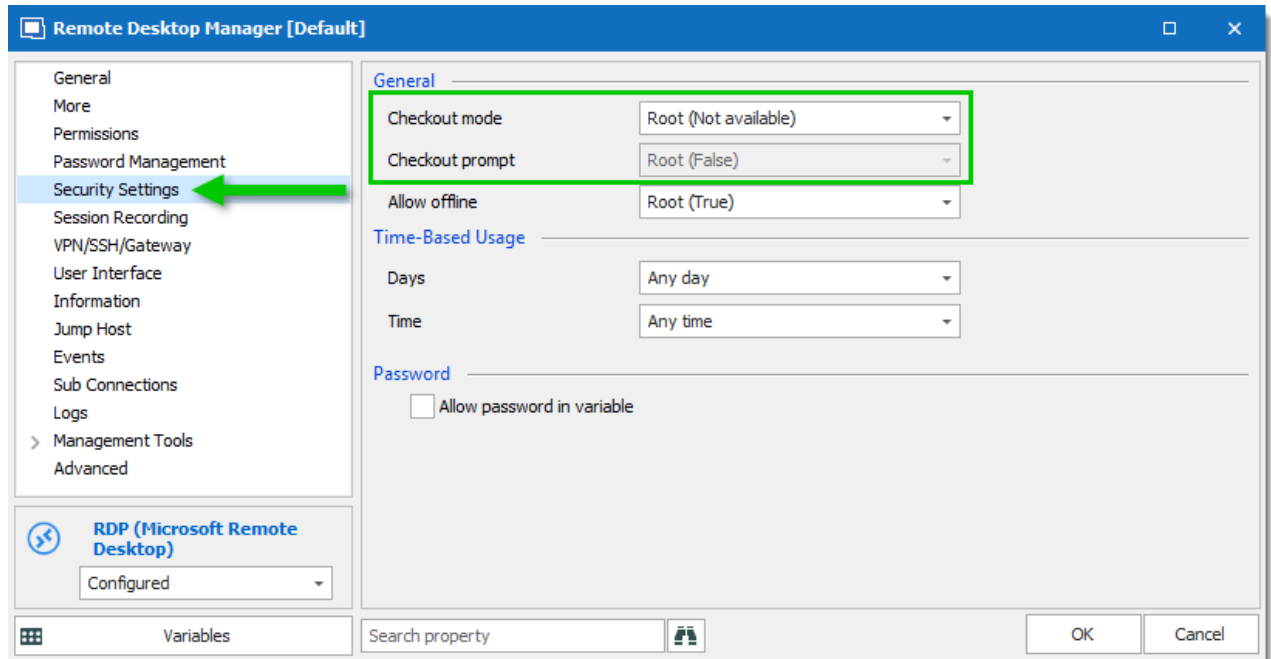 Remote Desktop Manager [Default]
General
More
Permissions
Password Management
Security Settings
Session Recording
VPN/SSH/Gateway
User Interface
Information
Jump Host
Events
Sub Connections
Logs
Management Tools
Advanced
RDP (Microsoft Remote
Desktop)
Configured
Variables
General
Checkout mode Root (Not available)
Checkout prompt Root (False)
Allow offline Root (True)
Time-Based Usage
Days Any day
Time Any time
Password
Allow password in variable
Search property
OK Cancel